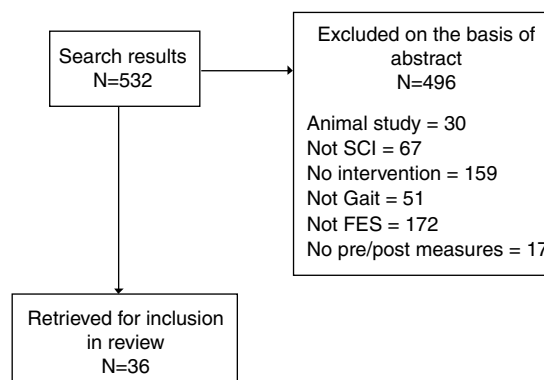 Search results
N=532
Excluded on the basis of
abstract
N=496
Animal study = 30
Not SCI = 67
No intervention = 159
Not Gait = 51
Not FES = 172
No pre/post measures = 17
Retrieved for inclusion
in review
N=36